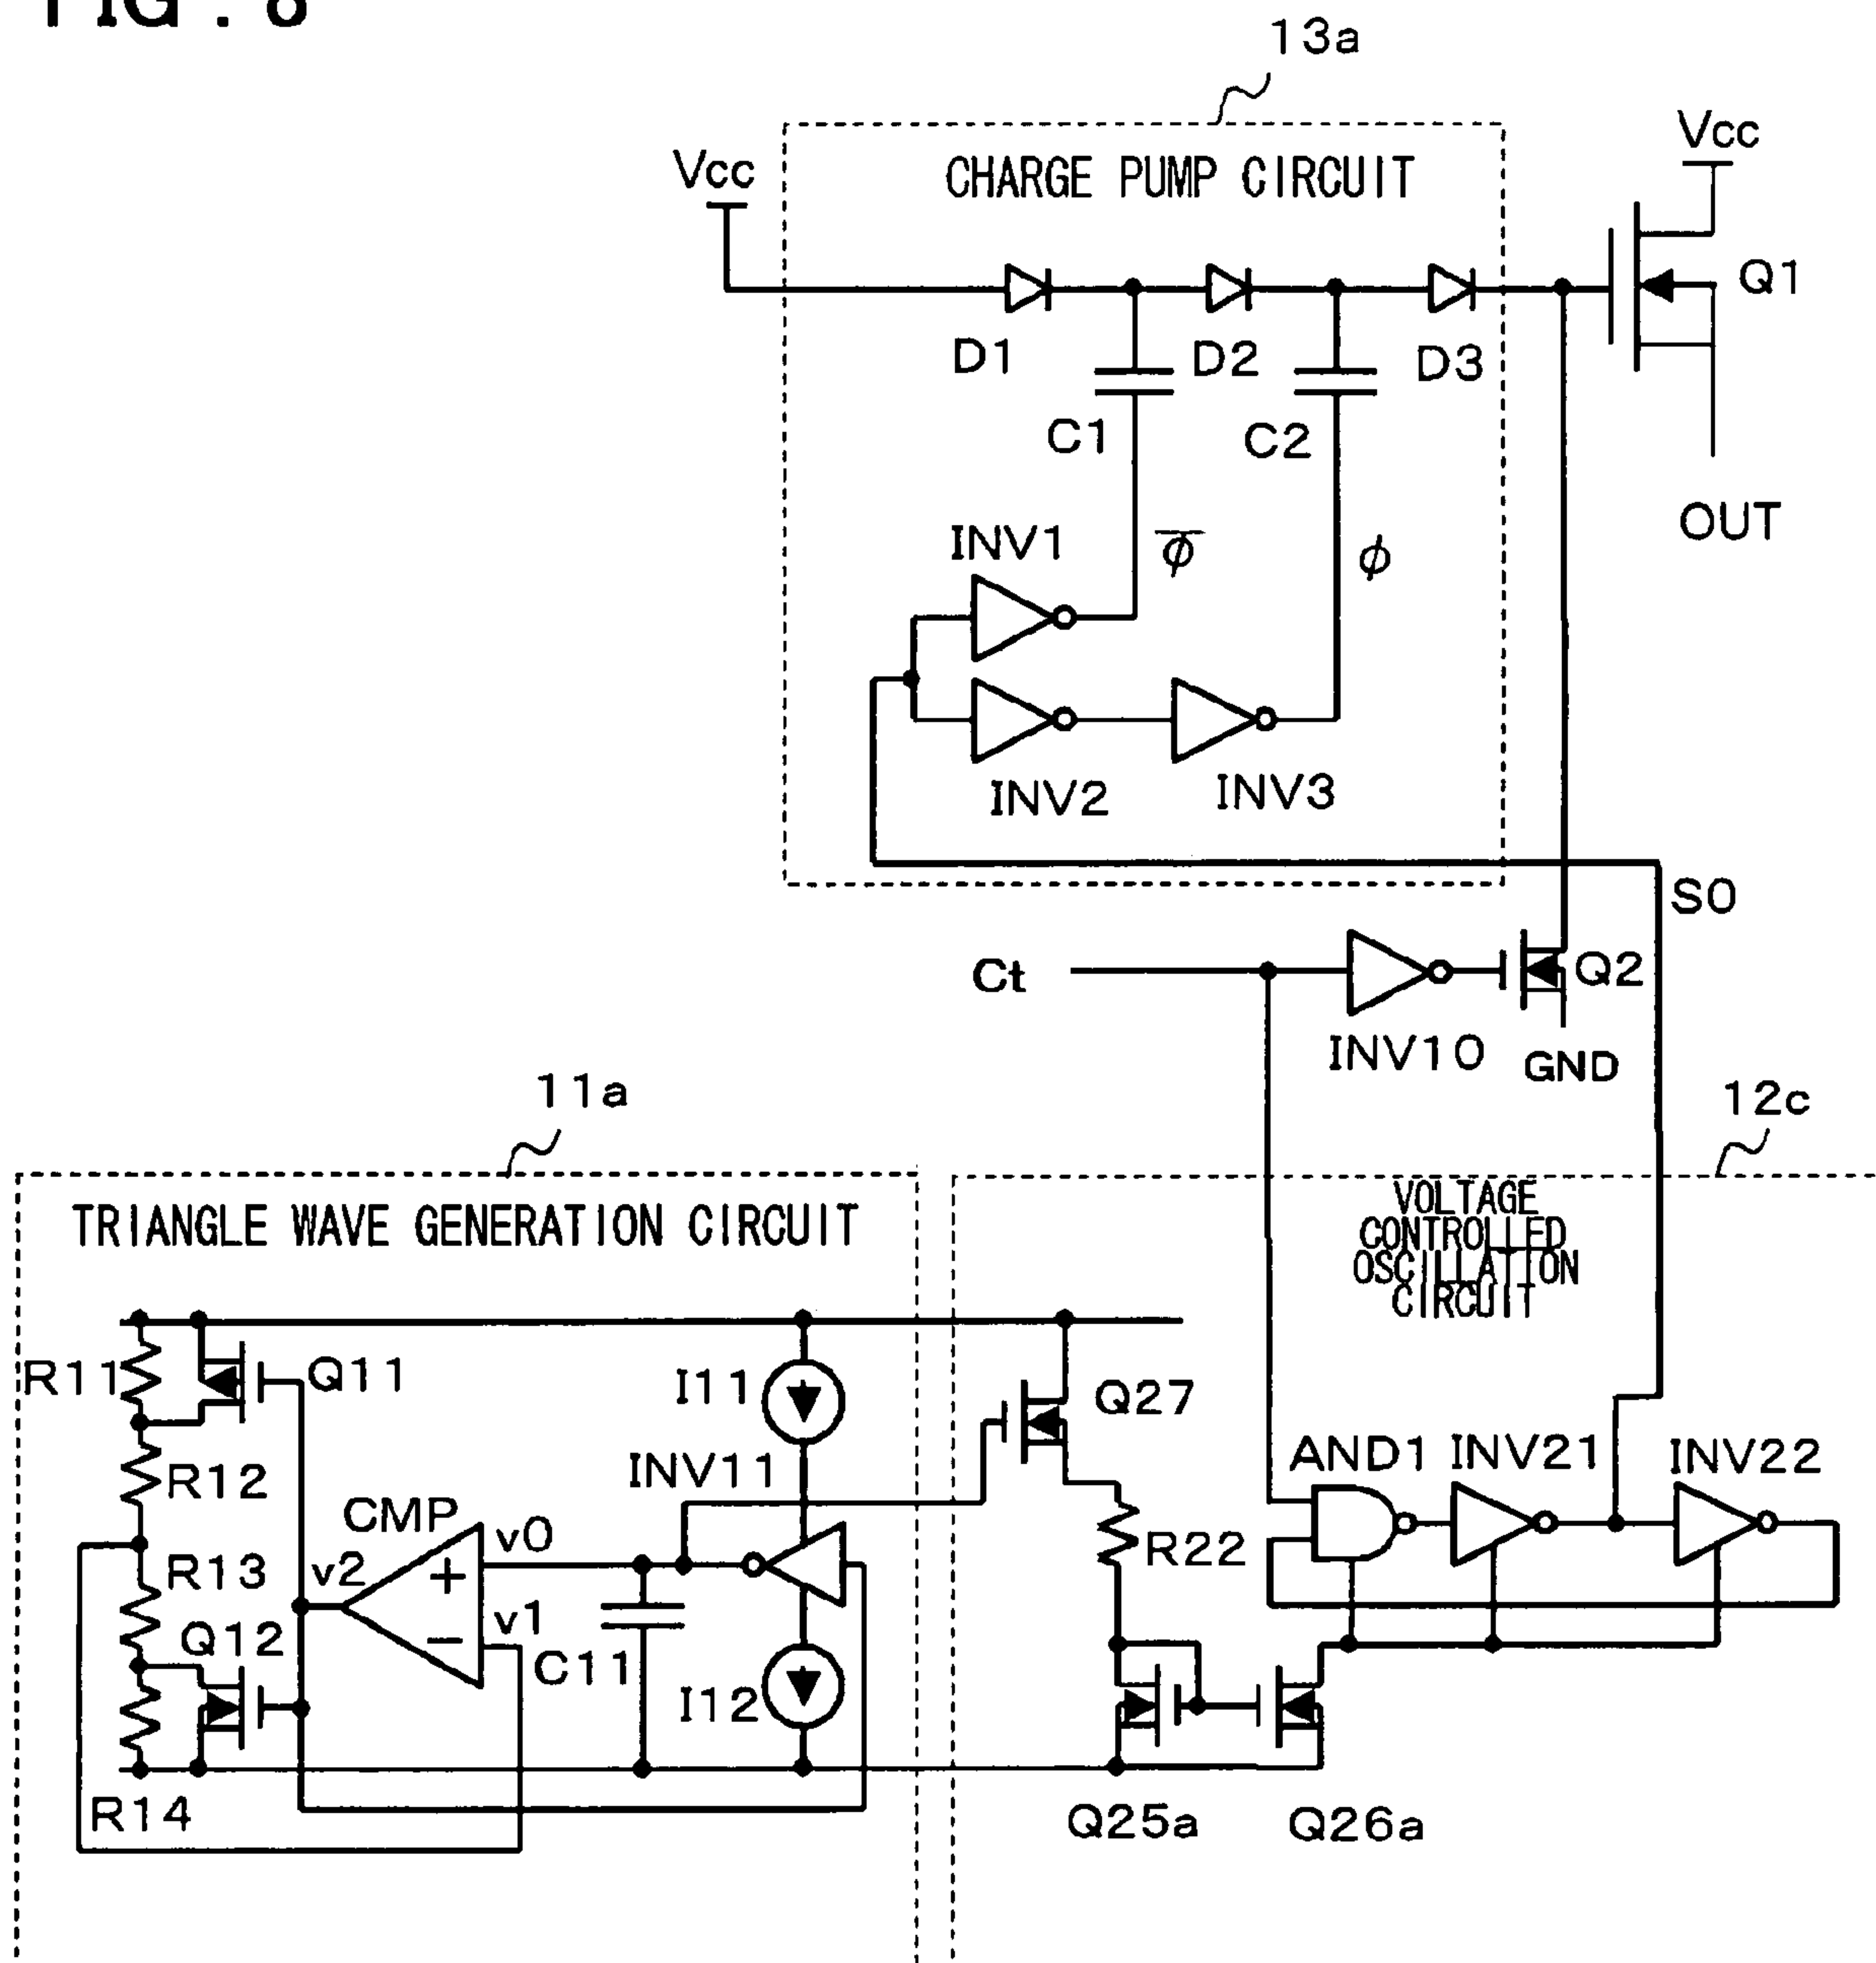 FIG . 8
13a
Vcc
Vcc
CHARGE PUMP CIRCUIT
Q1
D1
D2
D3
C1
C2
OUT
INV1
φ̅
φ
INV2
INV3
SO
Ct
Q2
INV10
GND
11a
12c
TRIANGLE WAVE GENERATION CIRCUIT
VOLTAGE
CONTROLLED
OSCILLATION
CIRCUIT
R11
Q11
I11
Q27
INV11
AND1
INV21
INV22
R12
CMP
v0
+
R22
R13
v2
v1
−
Q12
C11
I12
R14
Q25a
Q26a